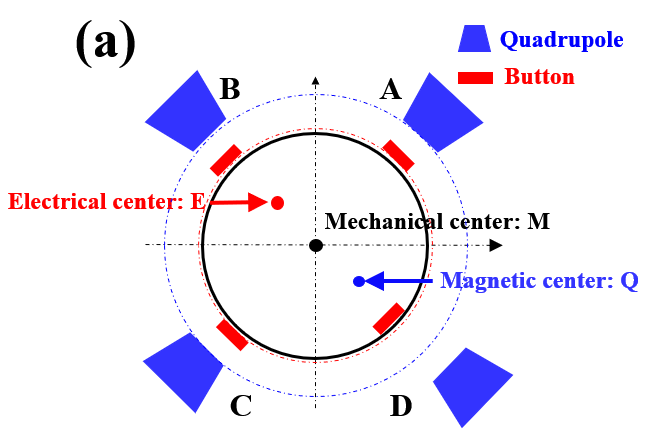 (a)
Quadrupole
Button
B
A
Electrical center: E
Mechanical center: M
Magnetic center: Q
C
D